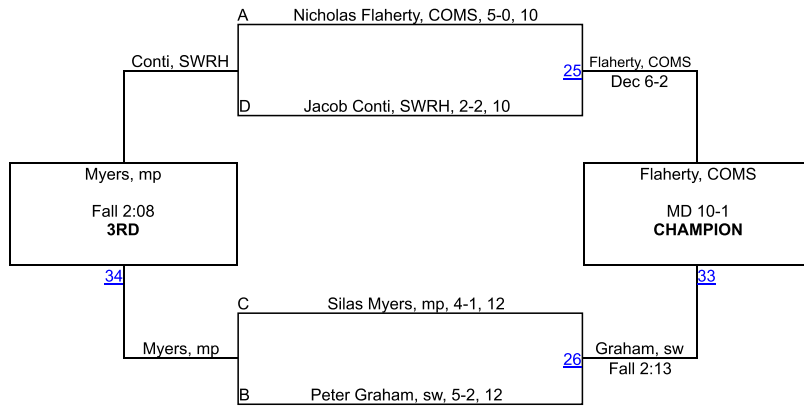 A
Nicholas Flaherty, COMS, 5-0, 10
Conti, SWRH
25
Flaherty, COMS
Dec 6-2
D
Jacob Conti, SWRH, 2-2, 10
Myers, mp
Fall 2:08
3RD
34
Flaherty, COMS
MD 10-1
CHAMPION
33
C
Silas Myers, mp, 4-1, 12
Myers, mp
26
Graham, sw
Fall 2:13
B
Peter Graham, sw, 5-2, 12